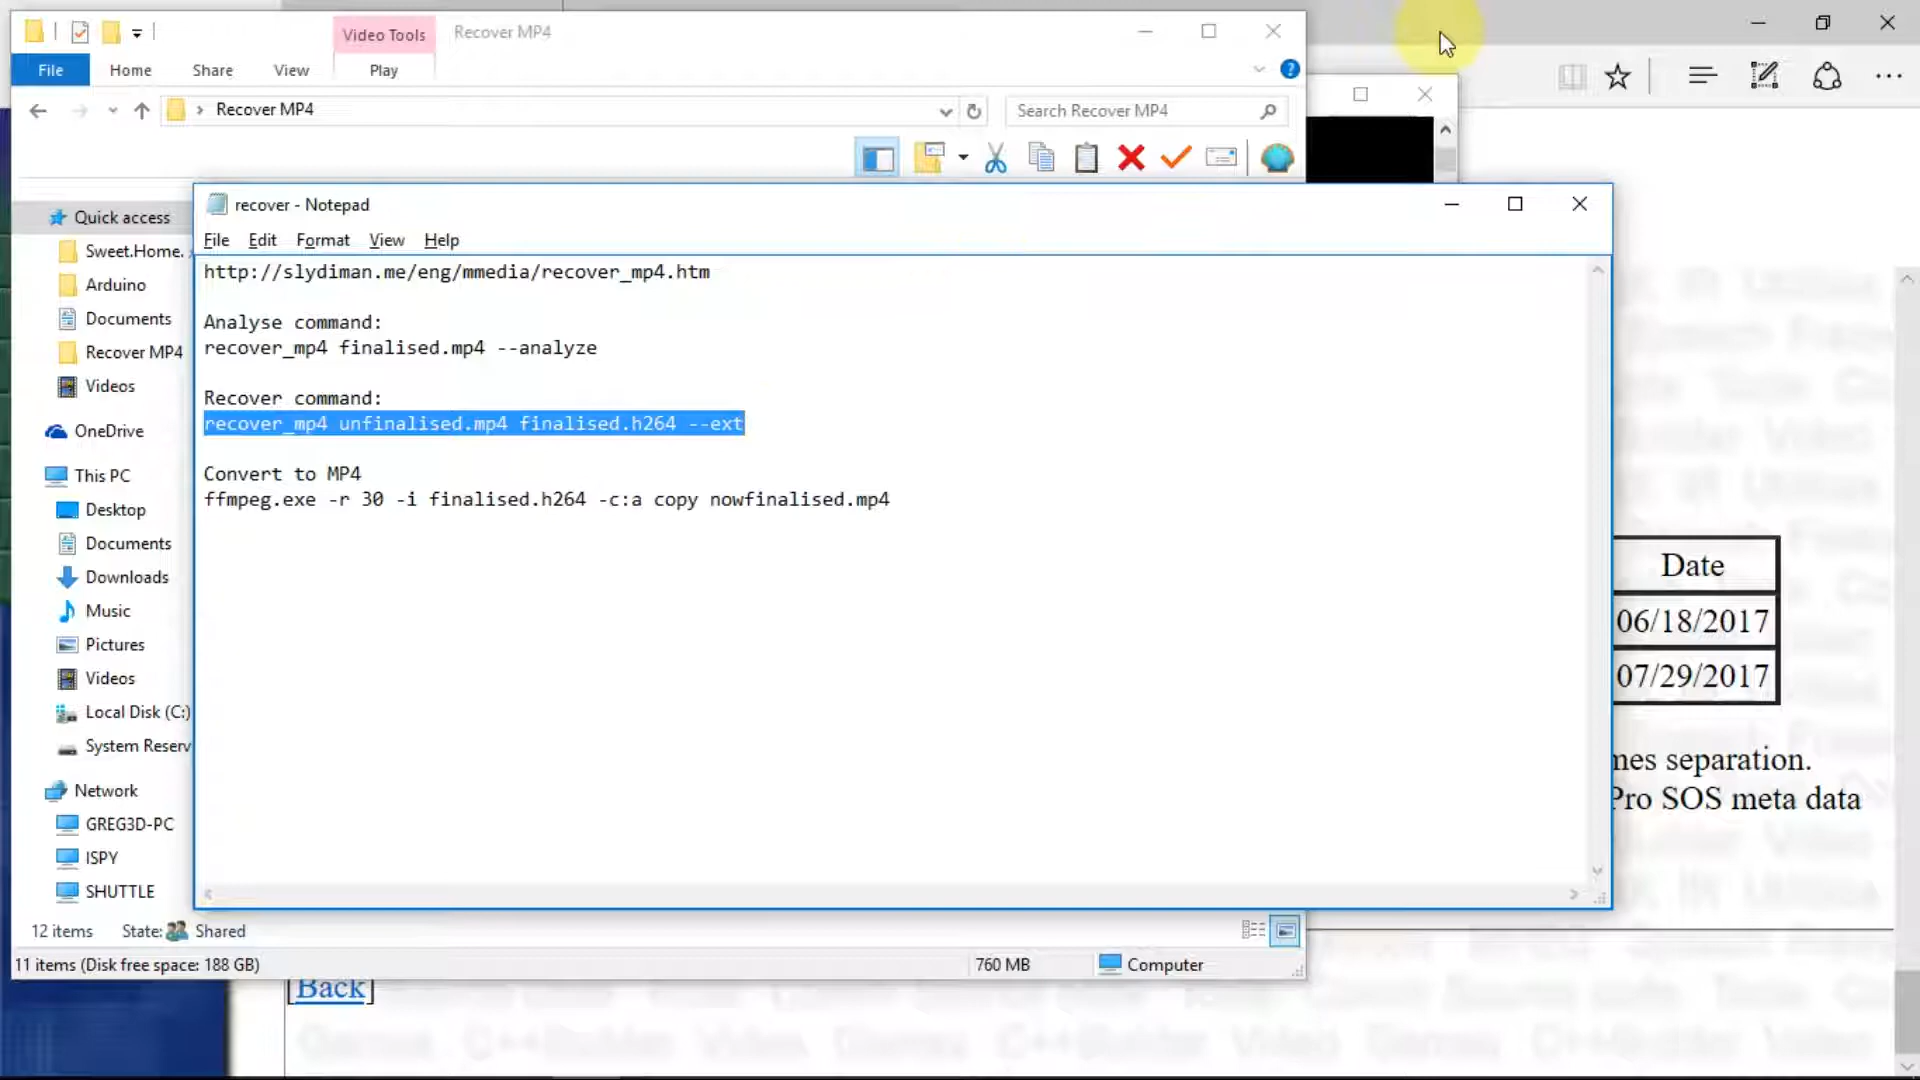 Video Tools
Recover MP4
File
Home
Share
View
Play
Recover MP4
Search Recover MP4
Quick access
Sweet.Home.
Arduino
Documents
Recover MP4
Videos
OneDrive
This PC
Desktop
Documents
Downloads
Music
Pictures
Videos
Local Disk (C:)
System Reserv
Network
GREG3D-PC
ISPY
SHUTTLE
12 items
State:
Shared
11 items (Disk free space: 188 GB)
760 MB
Computer
recover - Notepad
File
Edit
Format
View
Help
http://slydiman.me/eng/mmedia/recover_mp4.htm
Analyse command:
recover_mp4 finalised.mp4 --analyze
Recover command:
recover_mp4 unfinalised.mp4 finalised.h264 --ext
Convert to MP4
ffmpeg.exe -r 30 -i finalised.h264 -c:a copy nowfinalised.mp4
Date
06/18/2017
07/29/2017
mes separation.
Pro SOS meta data
[Back]